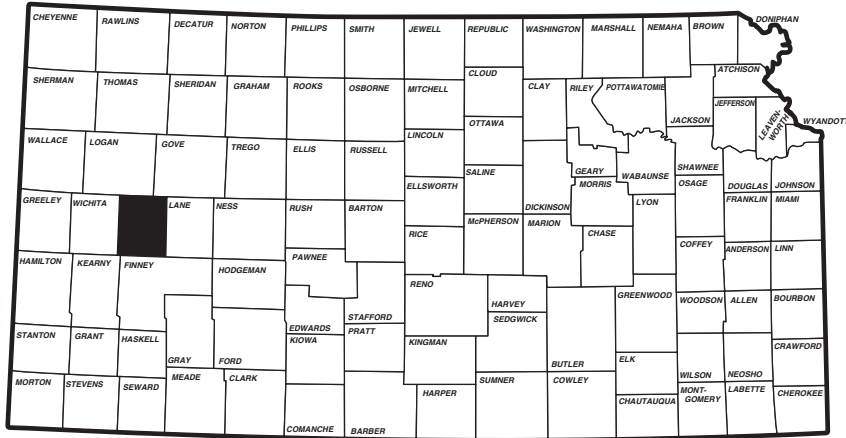 CHEYENNE RAWLINS DECATUR NORTON PHILLIPS SMITH JEWELL REPUBLIC WASHINGTON MARSHALL NEMAHA BROWN DONIPHAN
CLOUD ATCHISON
SHERMAN THOMAS SHERIDAN GRAHAM ROOKS OSBORNE MITCHELL CLAY RILEY POTTAWATOMIE
JEFFERSON
LEAVEN-
WORTH
OTTAWA JACKSON WYANDOTT
LINCOLN
WALLACE LOGAN GOVE TREGO ELLIS RUSSELL
SALINE GEARY WABAUNSE SHAWNEE
ELLSWORTH MORRIS OSAGE DOUGLAS JOHNSON
GREELEY WICHITA LANE NESS RUSH BARTON DICKINSON LYON FRANKLIN MIAMI
McPHERSON MARION
RICE CHASE
COFFEY ANDERSON LINN
HAMILTON KEARNY FINNEY HODGEMAN PAWNEE
RENO
HARVEY GREENWOOD WOODSON ALLEN BOURBON
STAFFORD SEDGWICK
EDWARDS PRATT
STANTON GRANT HASKELL KIOWA KINGMAN CRAWFORD
GRAY FORD BUTLER ELK
MORTON STEVENS SEWARD MEADE CLARK SUMNER COWLEY WILSON NEOSHO
HARPER MONT-
GOMERY LABETTE CHEROKEE
CHAUTAUQUA
COMANCHE BARBER